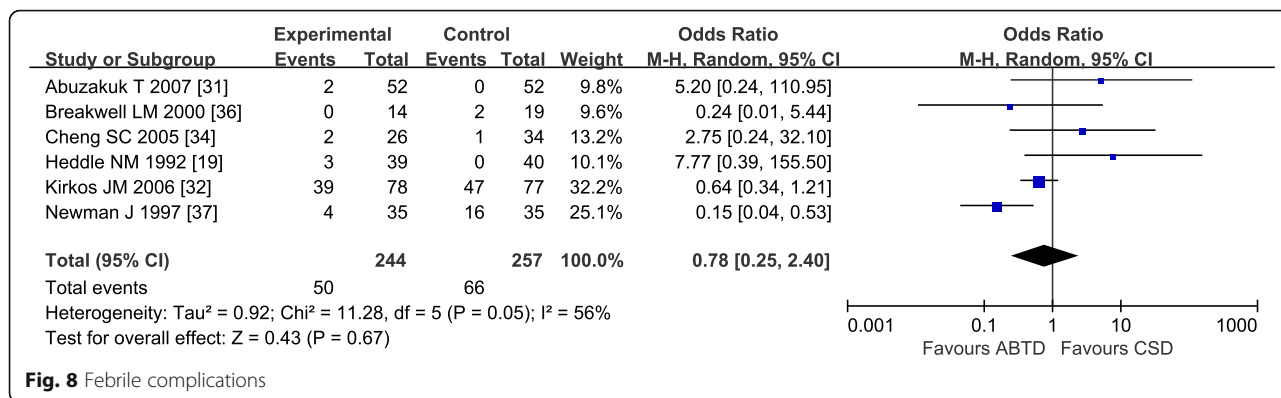 Experimental Control Odds Ratio Odds Ratio
Study or Subgroup Events Total Events Total Weight M-H, Random, 95% CI M-H, Random, 95% CI
Abuzakuk T 2007 [31] 2 52 0 52 9.8% 5.20 [0.24, 110.95]
Breakwell LM 2000 [36] 0 14 2 19 9.6% 0.24 [0.01, 5.44]
Cheng SC 2005 [34] 2 26 1 34 13.2% 2.75 [0.24, 32.10]
Heddle NM 1992 [19] 3 39 0 40 10.1% 7.77 [0.39, 155.50]
Kirkos JM 2006 [32] 39 78 47 77 32.2% 0.64 [0.34, 1.21]
Newman J 1997 [37] 4 35 16 35 25.1% 0.15 [0.04, 0.53]
Total (95% CI) 244 257 100.0% 0.78 [0.25, 2.40]
Total events 50 66
Heterogeneity: Tau² = 0.92; Chi² = 11.28, df = 5 (P = 0.05); I² = 56%
Test for overall effect: Z = 0.43 (P = 0.67)
0.001 0.1 1 10 1000
Favours ABTD Favours CSD
Fig. 8 Febrile complications